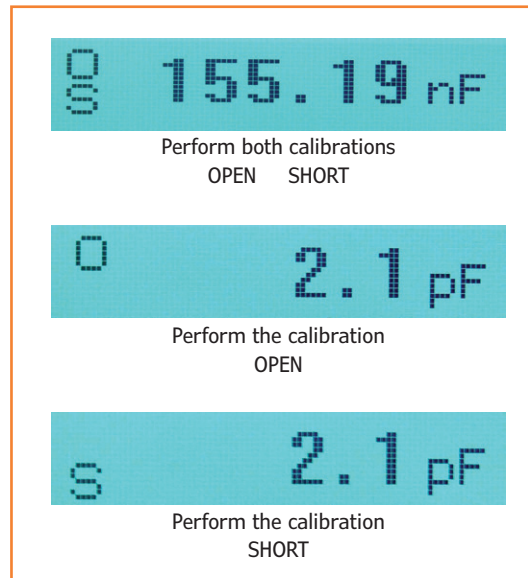 O
S 155.19 nF
Perform both calibrations
OPEN SHORT
O 2.1 pF
Perform the calibration
OPEN
S 2.1 pF
Perform the calibration
SHORT